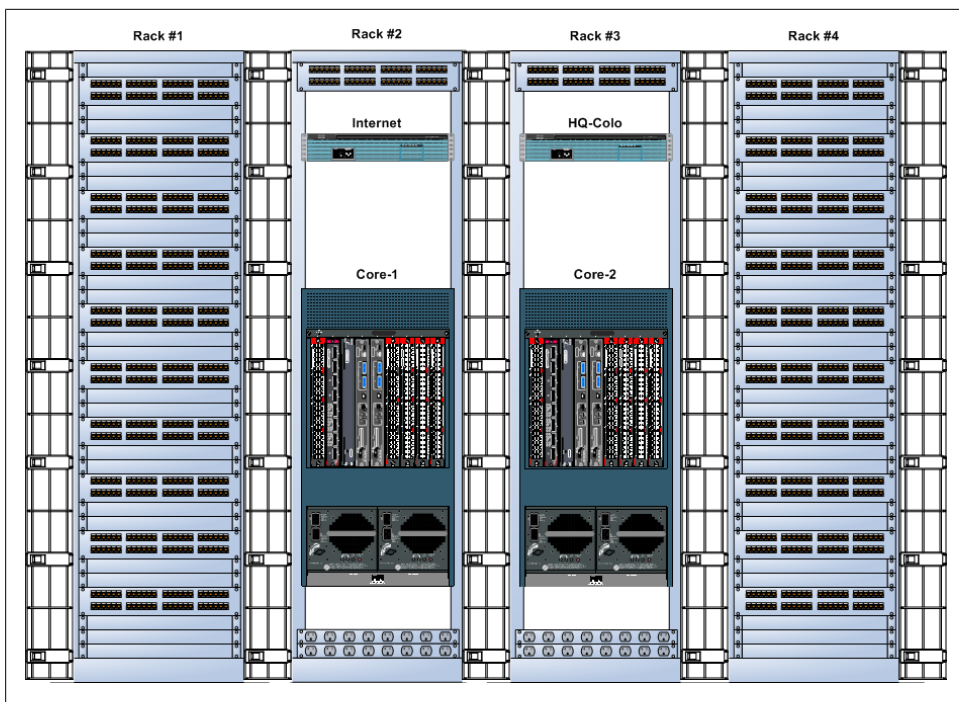 Rack #1
Rack #2
Rack #3
Rack #4
Internet
HQ-Colo
Core-1
Core-2